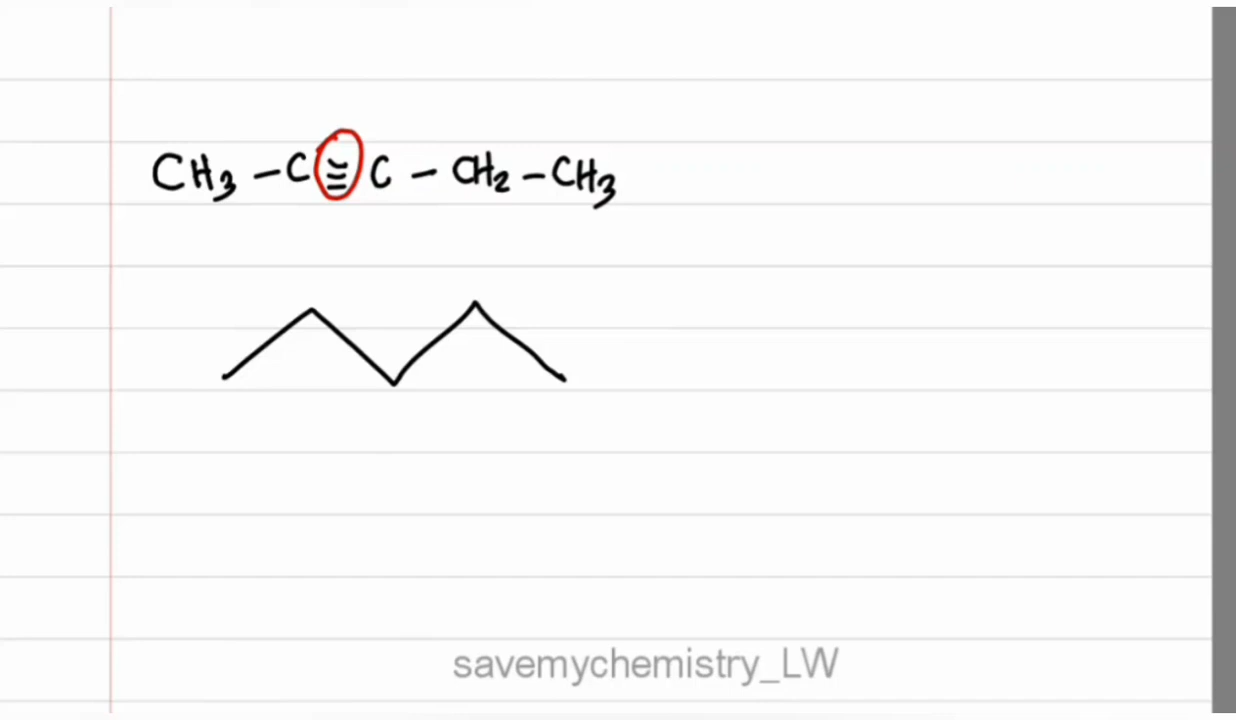 CH₃ – C ≡ C – CH₂ – CH₃
savemychemistry_LW